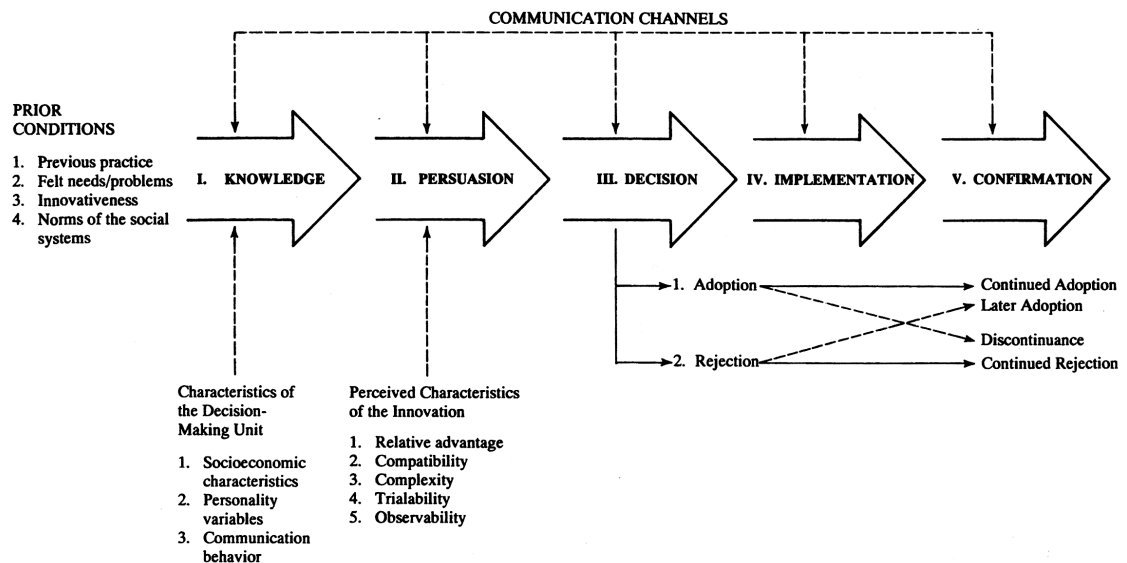 COMMUNICATION CHANNELS
PRIOR
CONDITIONS
1. Previous practice
2. Felt needs/problems
3. Innovativeness
4. Norms of the social
systems
I. KNOWLEDGE
II. PERSUASION
III. DECISION
IV. IMPLEMENTATION
V. CONFIRMATION
1. Adoption
2. Rejection
Continued Adoption
Later Adoption
Discontinuance
Continued Rejection
Characteristics of
the Decision-
Making Unit
1. Socioeconomic
characteristics
2. Personality
variables
3. Communication
behavior
Perceived Characteristics
of the Innovation
1. Relative advantage
2. Compatibility
3. Complexity
4. Trialability
5. Observability